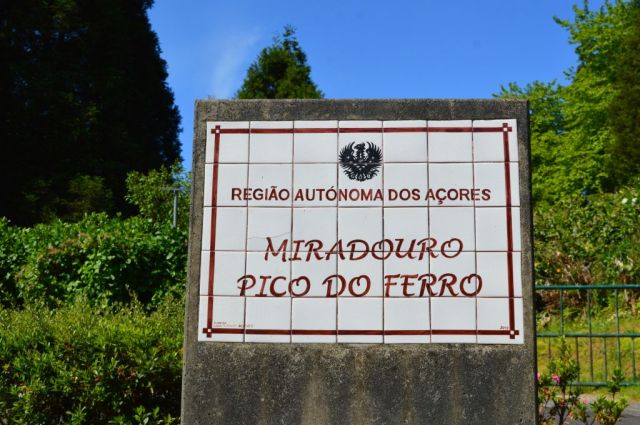 REGIÃO AUTÓNOMA DOS AÇORES
MIRADOURO
PICO DO FERRO